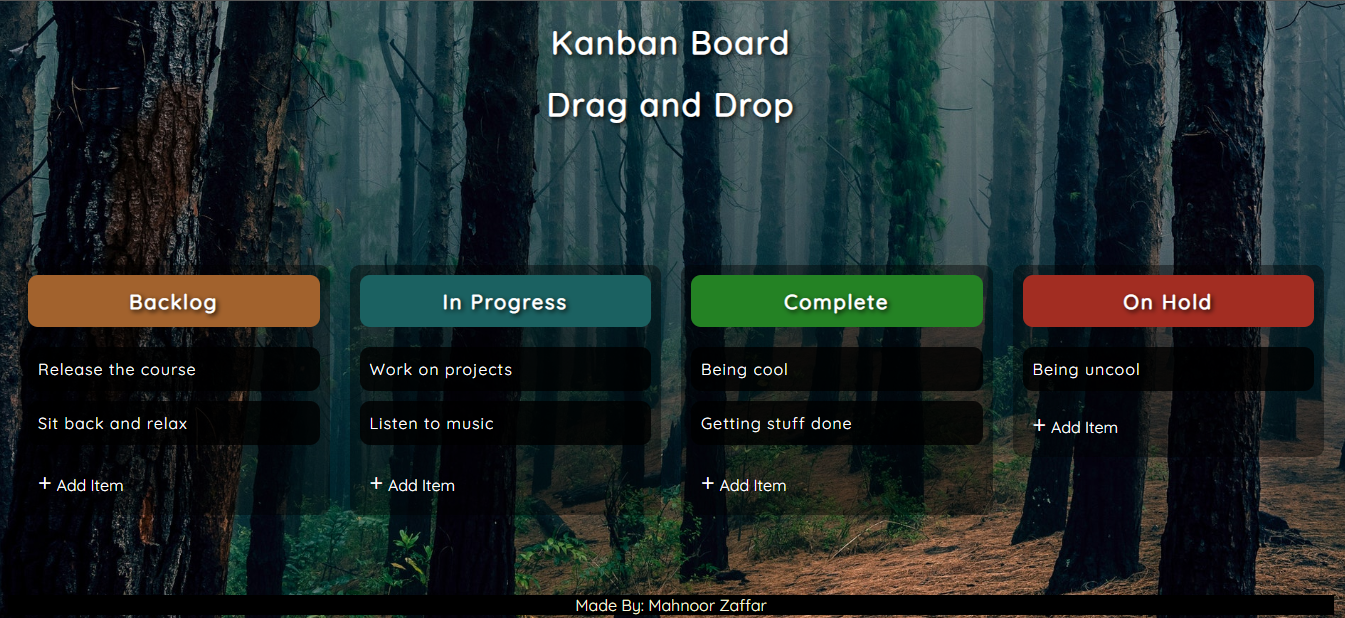 Kanban Board
Drag and Drop
Backlog
Release the course
Sit back and relax
+ Add Item
In Progress
Work on projects
Listen to music
+ Add Item
Complete
Being cool
Getting stuff done
+ Add Item
On Hold
Being uncool
+ Add Item
Made By: Mahnoor Zaffar